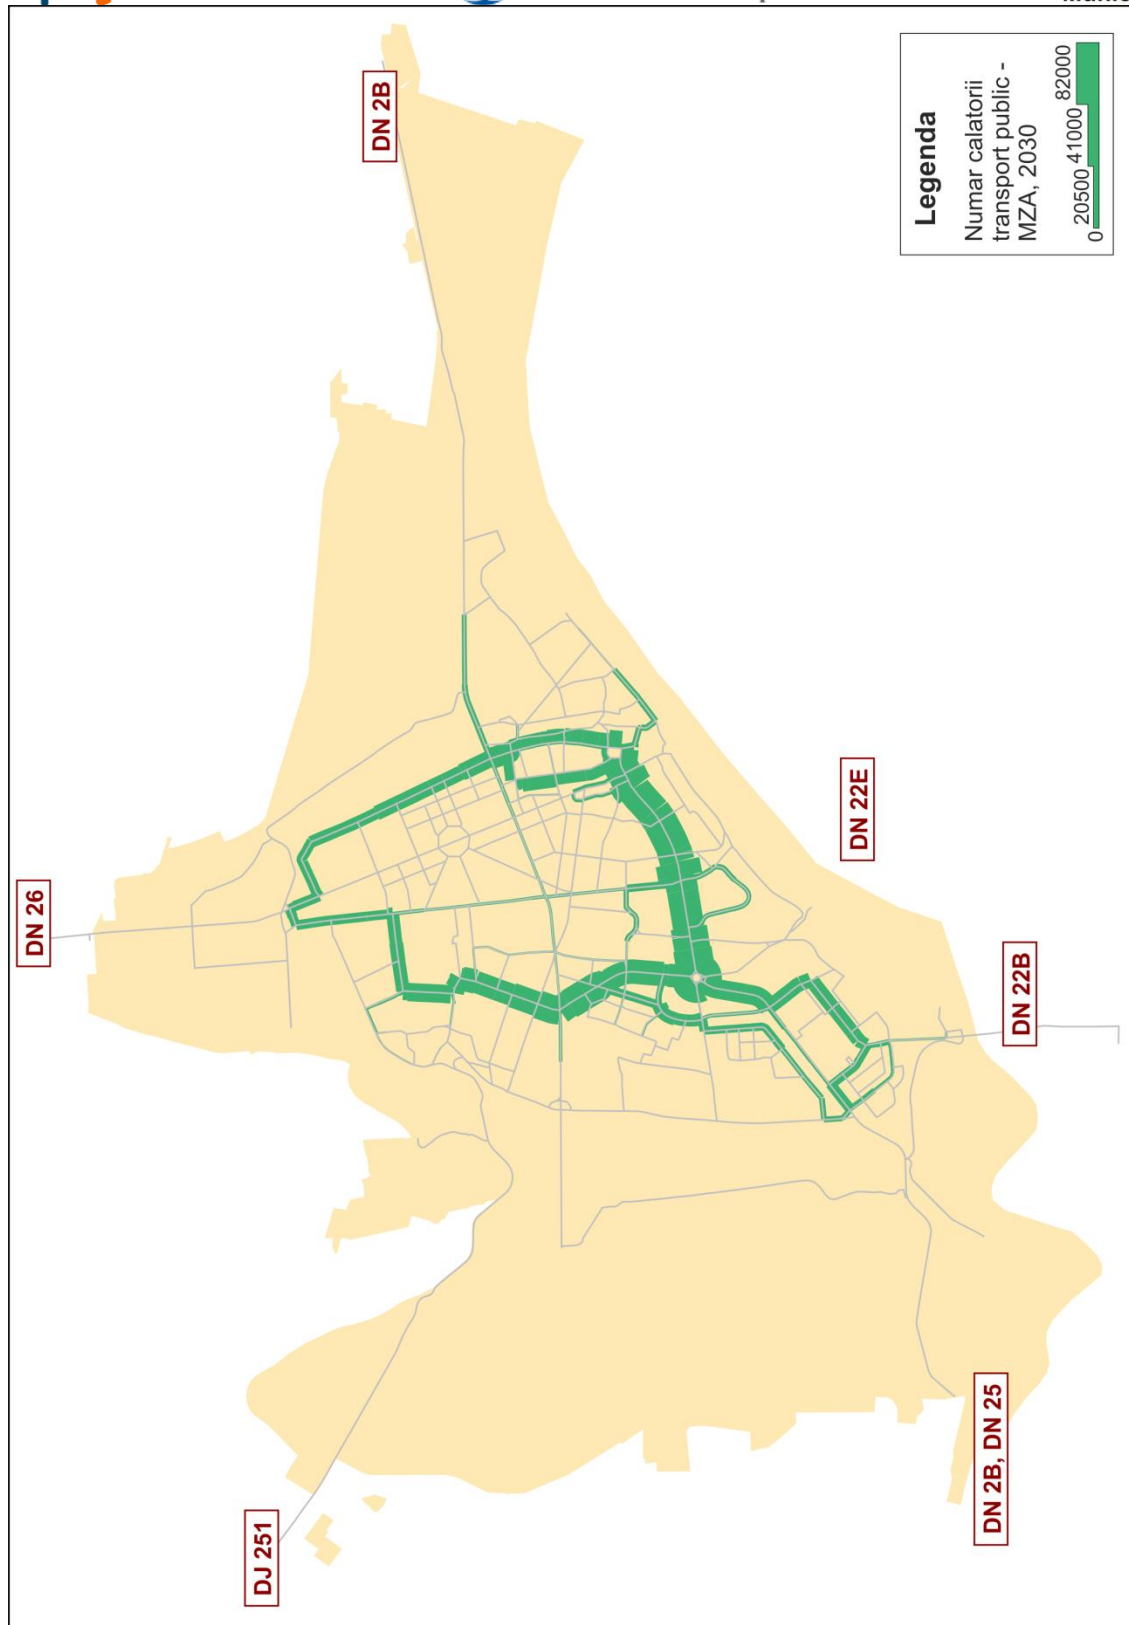 DN 2B
DN 26
DJ 251
DN 22E
DN 22B
DN 2B, DN 25
Legenda
Numar calatorii
transport public -
MZA, 2030
0 20500 41000 82000